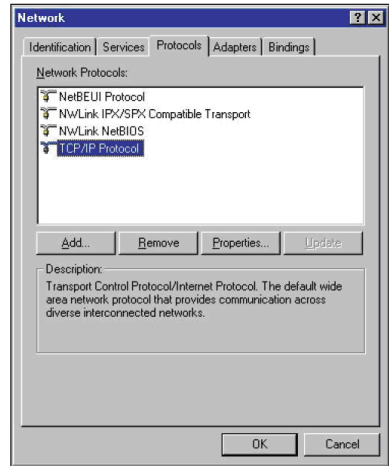 Network
? X
Identification Services Protocols Adapters Bindings
Network Protocols:
NetBEUI Protocol
NWLink IPX/SPX Compatible Transport
NWLink NetBIOS
TCP/IP Protocol
Add... Remove Properties... Update
Description:
Transport Control Protocol/Internet Protocol. The default wide
area network protocol that provides communication across
diverse interconnected networks.
OK Cancel